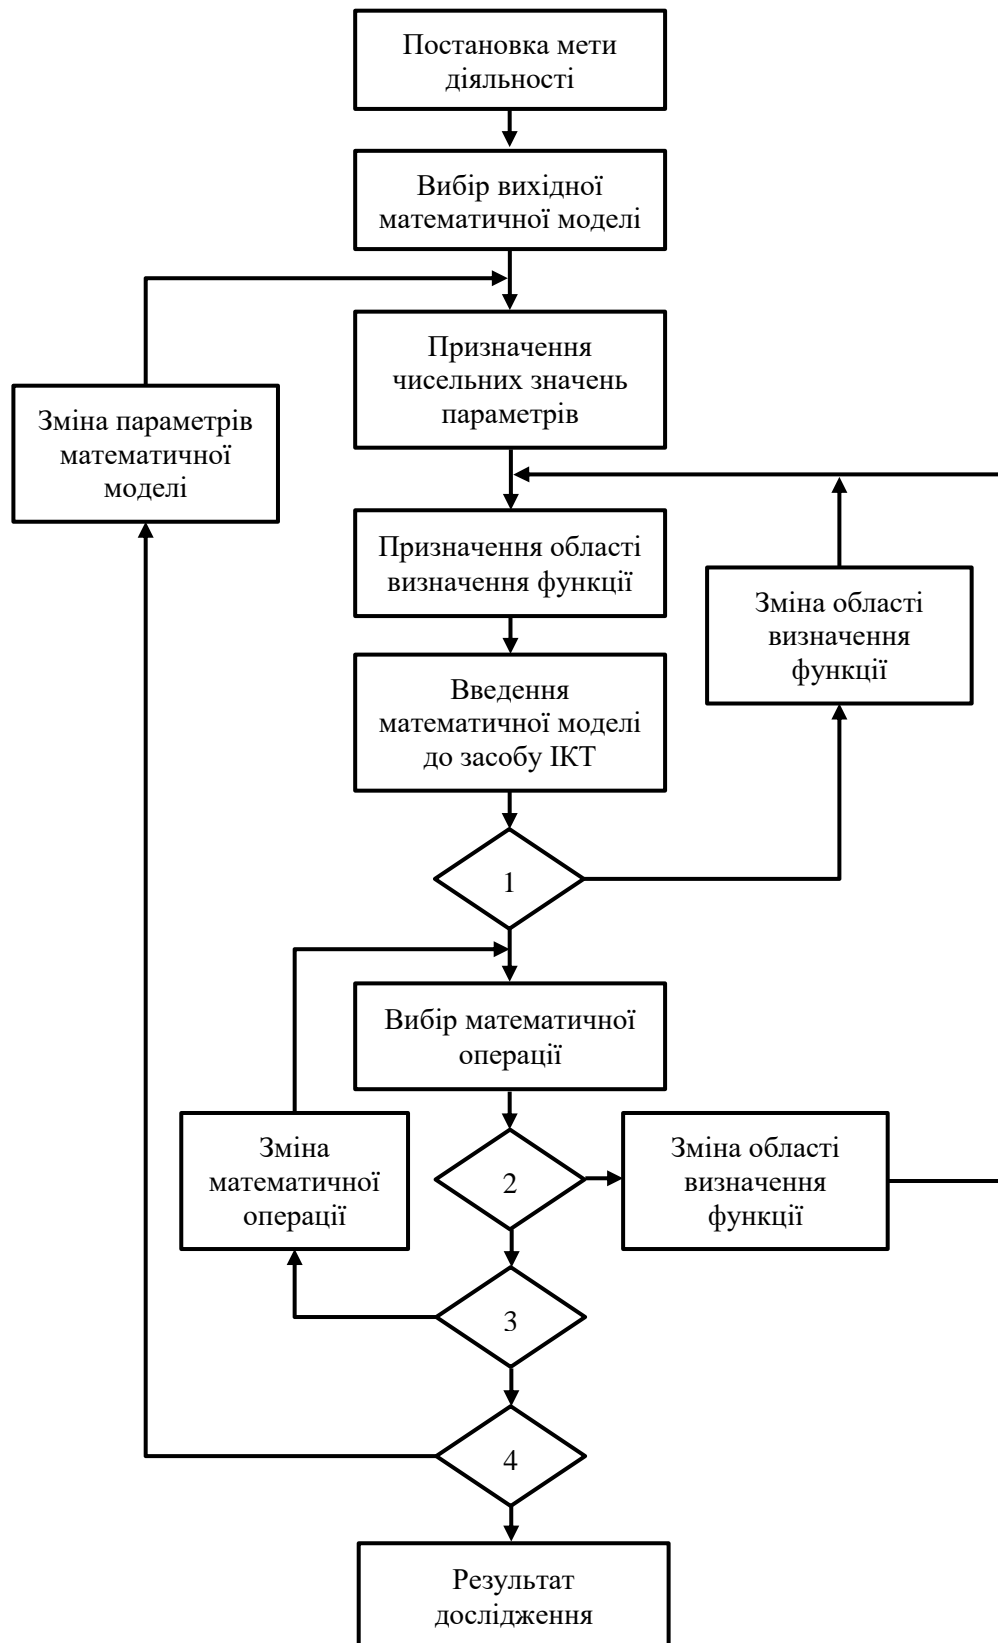 Постановка мети
діяльності
Вибір вихідної
математичної моделі
Призначення
чисельних значень
параметрів
Зміна параметрів
математичної
моделі
Призначення області
визначення функції
Зміна області
визначення
функції
Введення
математичної моделі
до засобу ІКТ
1
Вибір математичної
операції
Зміна
математичної
операції
2
Зміна області
визначення
функції
3
4
Результат
дослідження